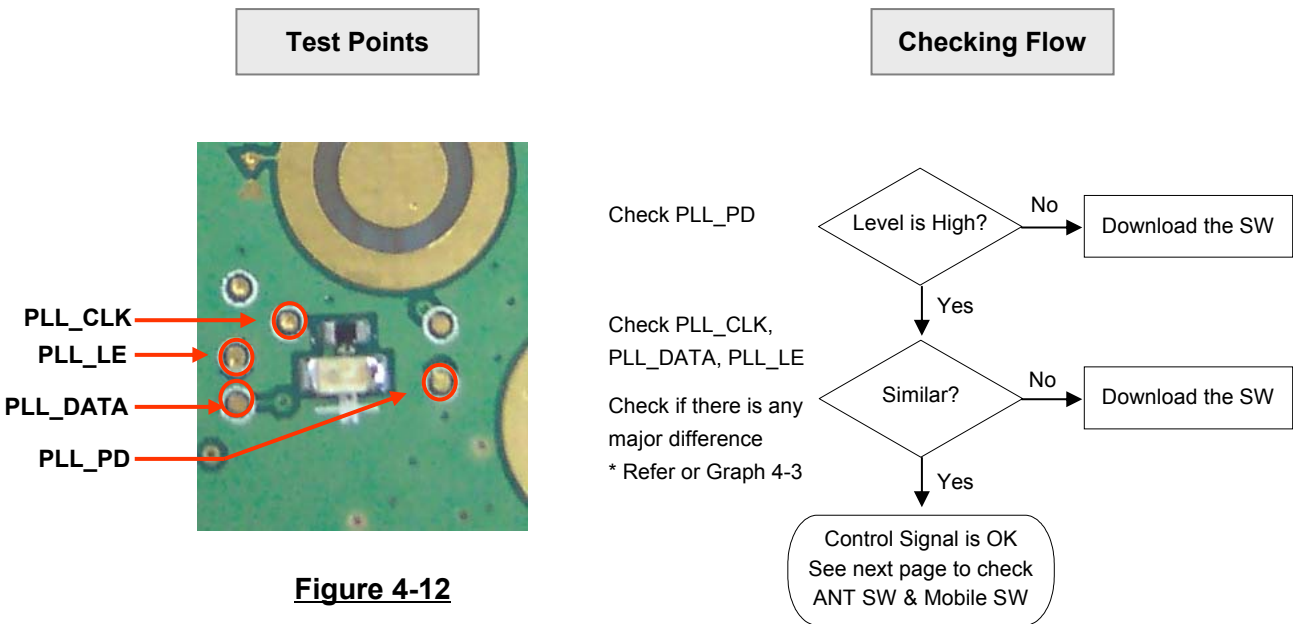 Test Points
PLL_CLK
PLL_LE
PLL_DATA
PLL_PD
Figure 4-12
Checking Flow
Check PLL_PD
Level is High?
No
Download the SW
Yes
Check PLL_CLK,
PLL_DATA, PLL_LE
Check if there is any
major difference
* Refer or Graph 4-3
Similar?
No
Download the SW
Yes
Control Signal is OK
See next page to check
ANT SW & Mobile SW